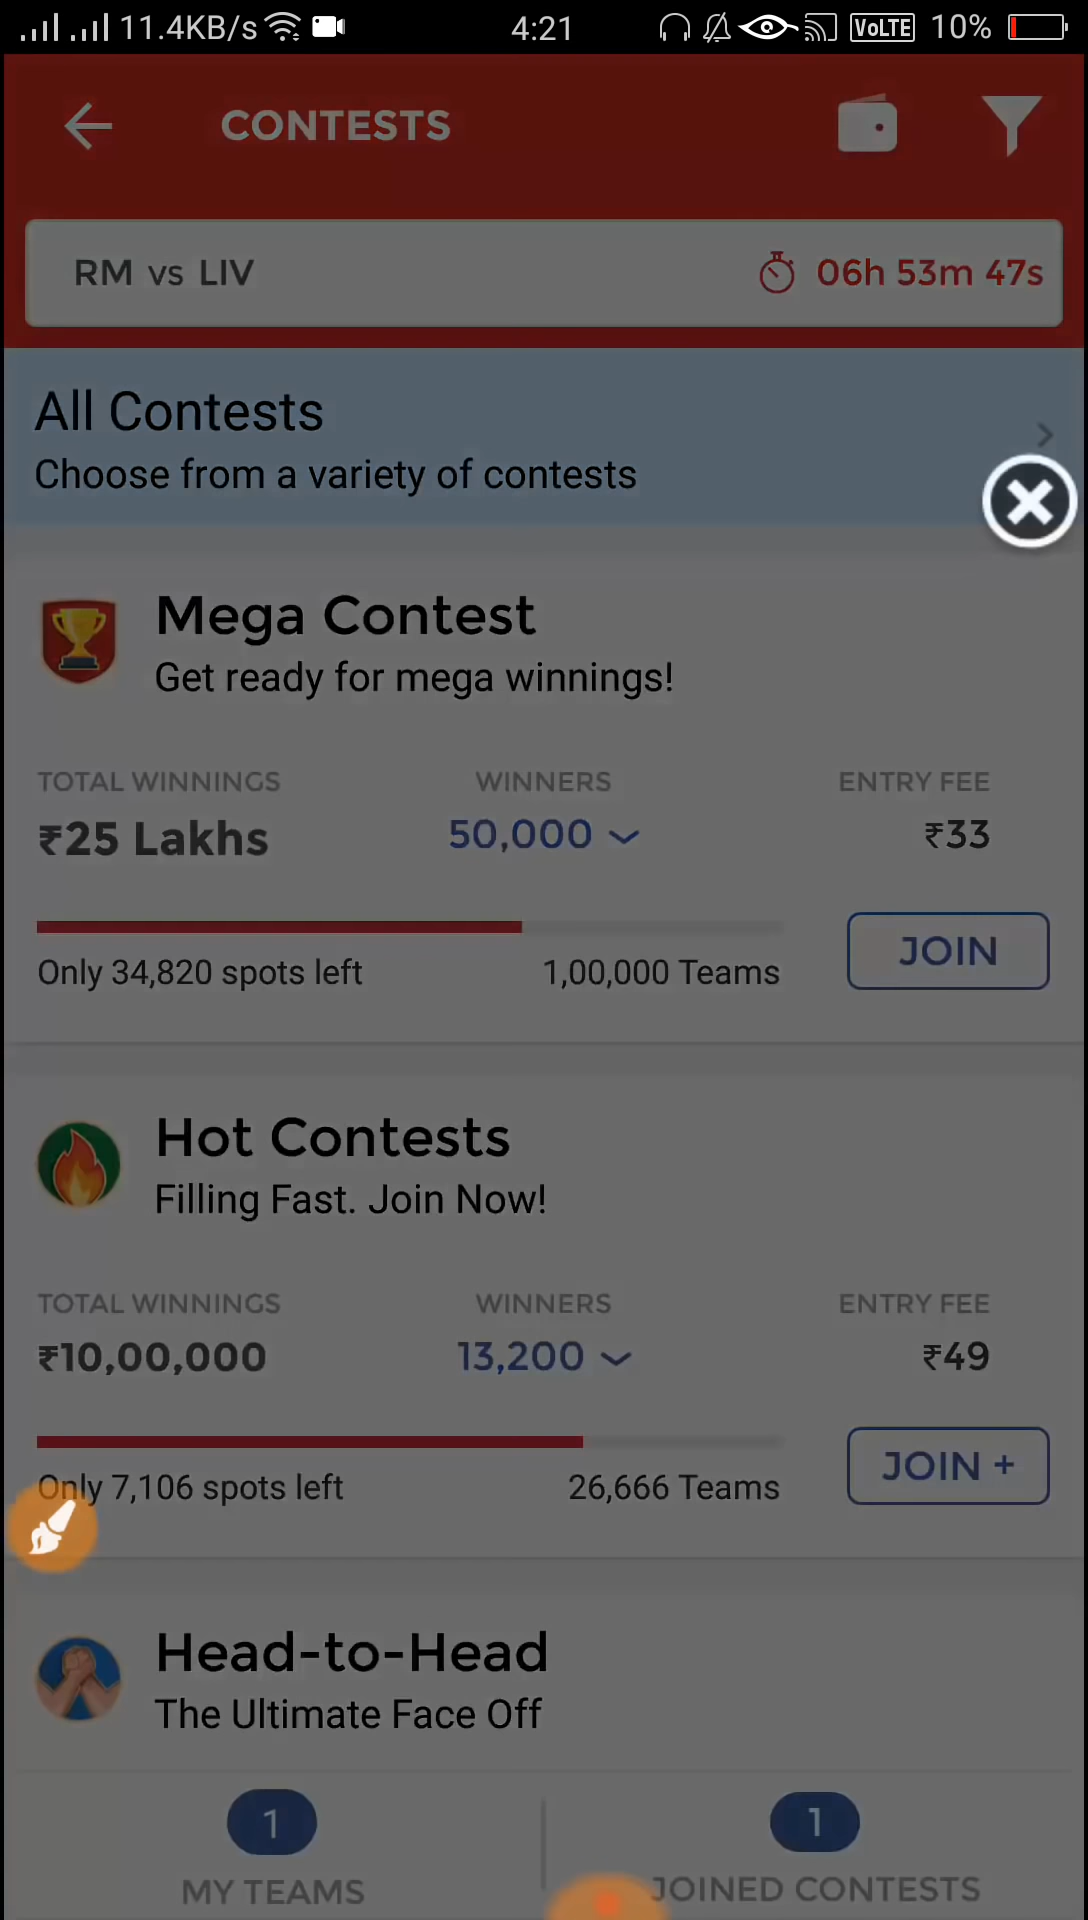 11.4KB/s 4:21 VoLTE 10%
CONTESTS
RM vs LIV 06h 53m 47s
All Contests
Choose from a variety of contests
Mega Contest
Get ready for mega winnings!
TOTAL WINNINGS WINNERS ENTRY FEE
₹25 Lakhs 50,000 ₹33
Only 34,820 spots left 1,00,000 Teams JOIN
Hot Contests
Filling Fast. Join Now!
TOTAL WINNINGS WINNERS ENTRY FEE
₹10,00,000 13,200 ₹49
Only 7,106 spots left 26,666 Teams JOIN +
Head-to-Head
The Ultimate Face Off
1 1
MY TEAMS JOINED CONTESTS